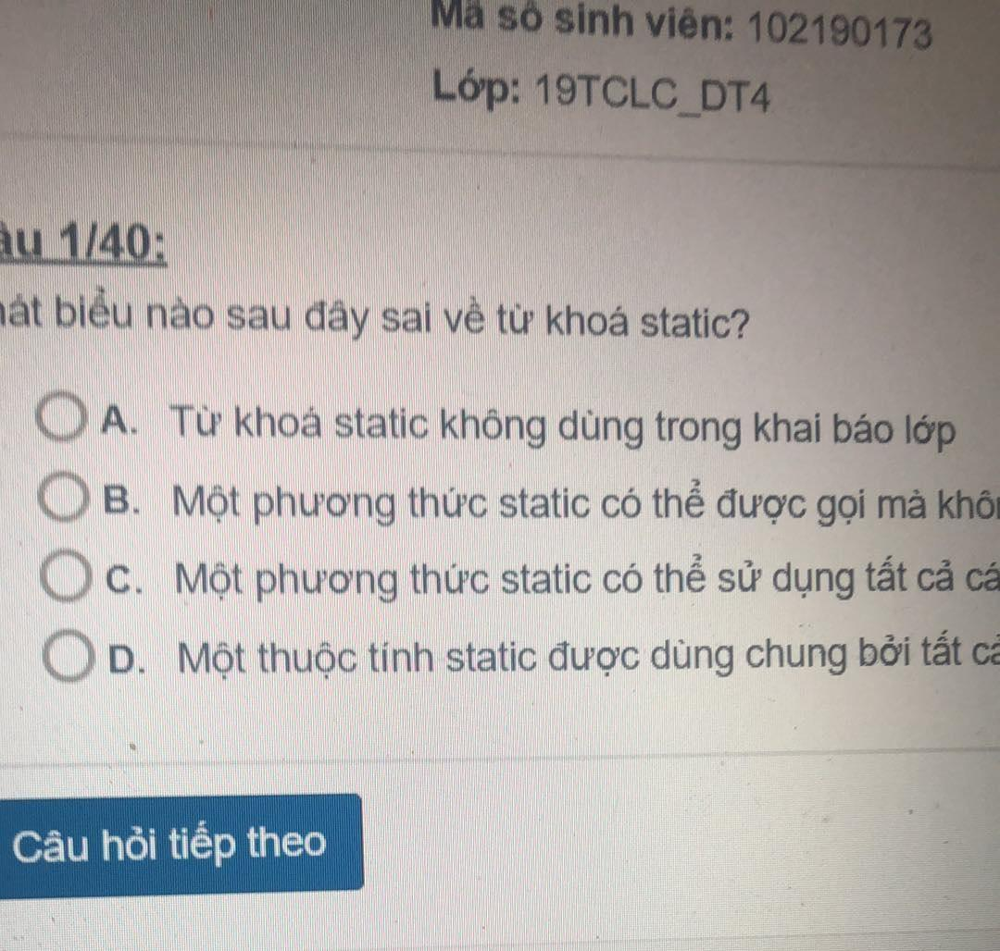 Mã số sinh viên: 102190173
Lớp: 19TCLC_DT4
âu 1/40:
hát biểu nào sau đây sai về từ khoá static?
A. Từ khoá static không dùng trong khai báo lớp
B. Một phương thức static có thể được gọi mà khôn
C. Một phương thức static có thể sử dụng tất cả cá
D. Một thuộc tính static được dùng chung bởi tất cả
Câu hỏi tiếp theo